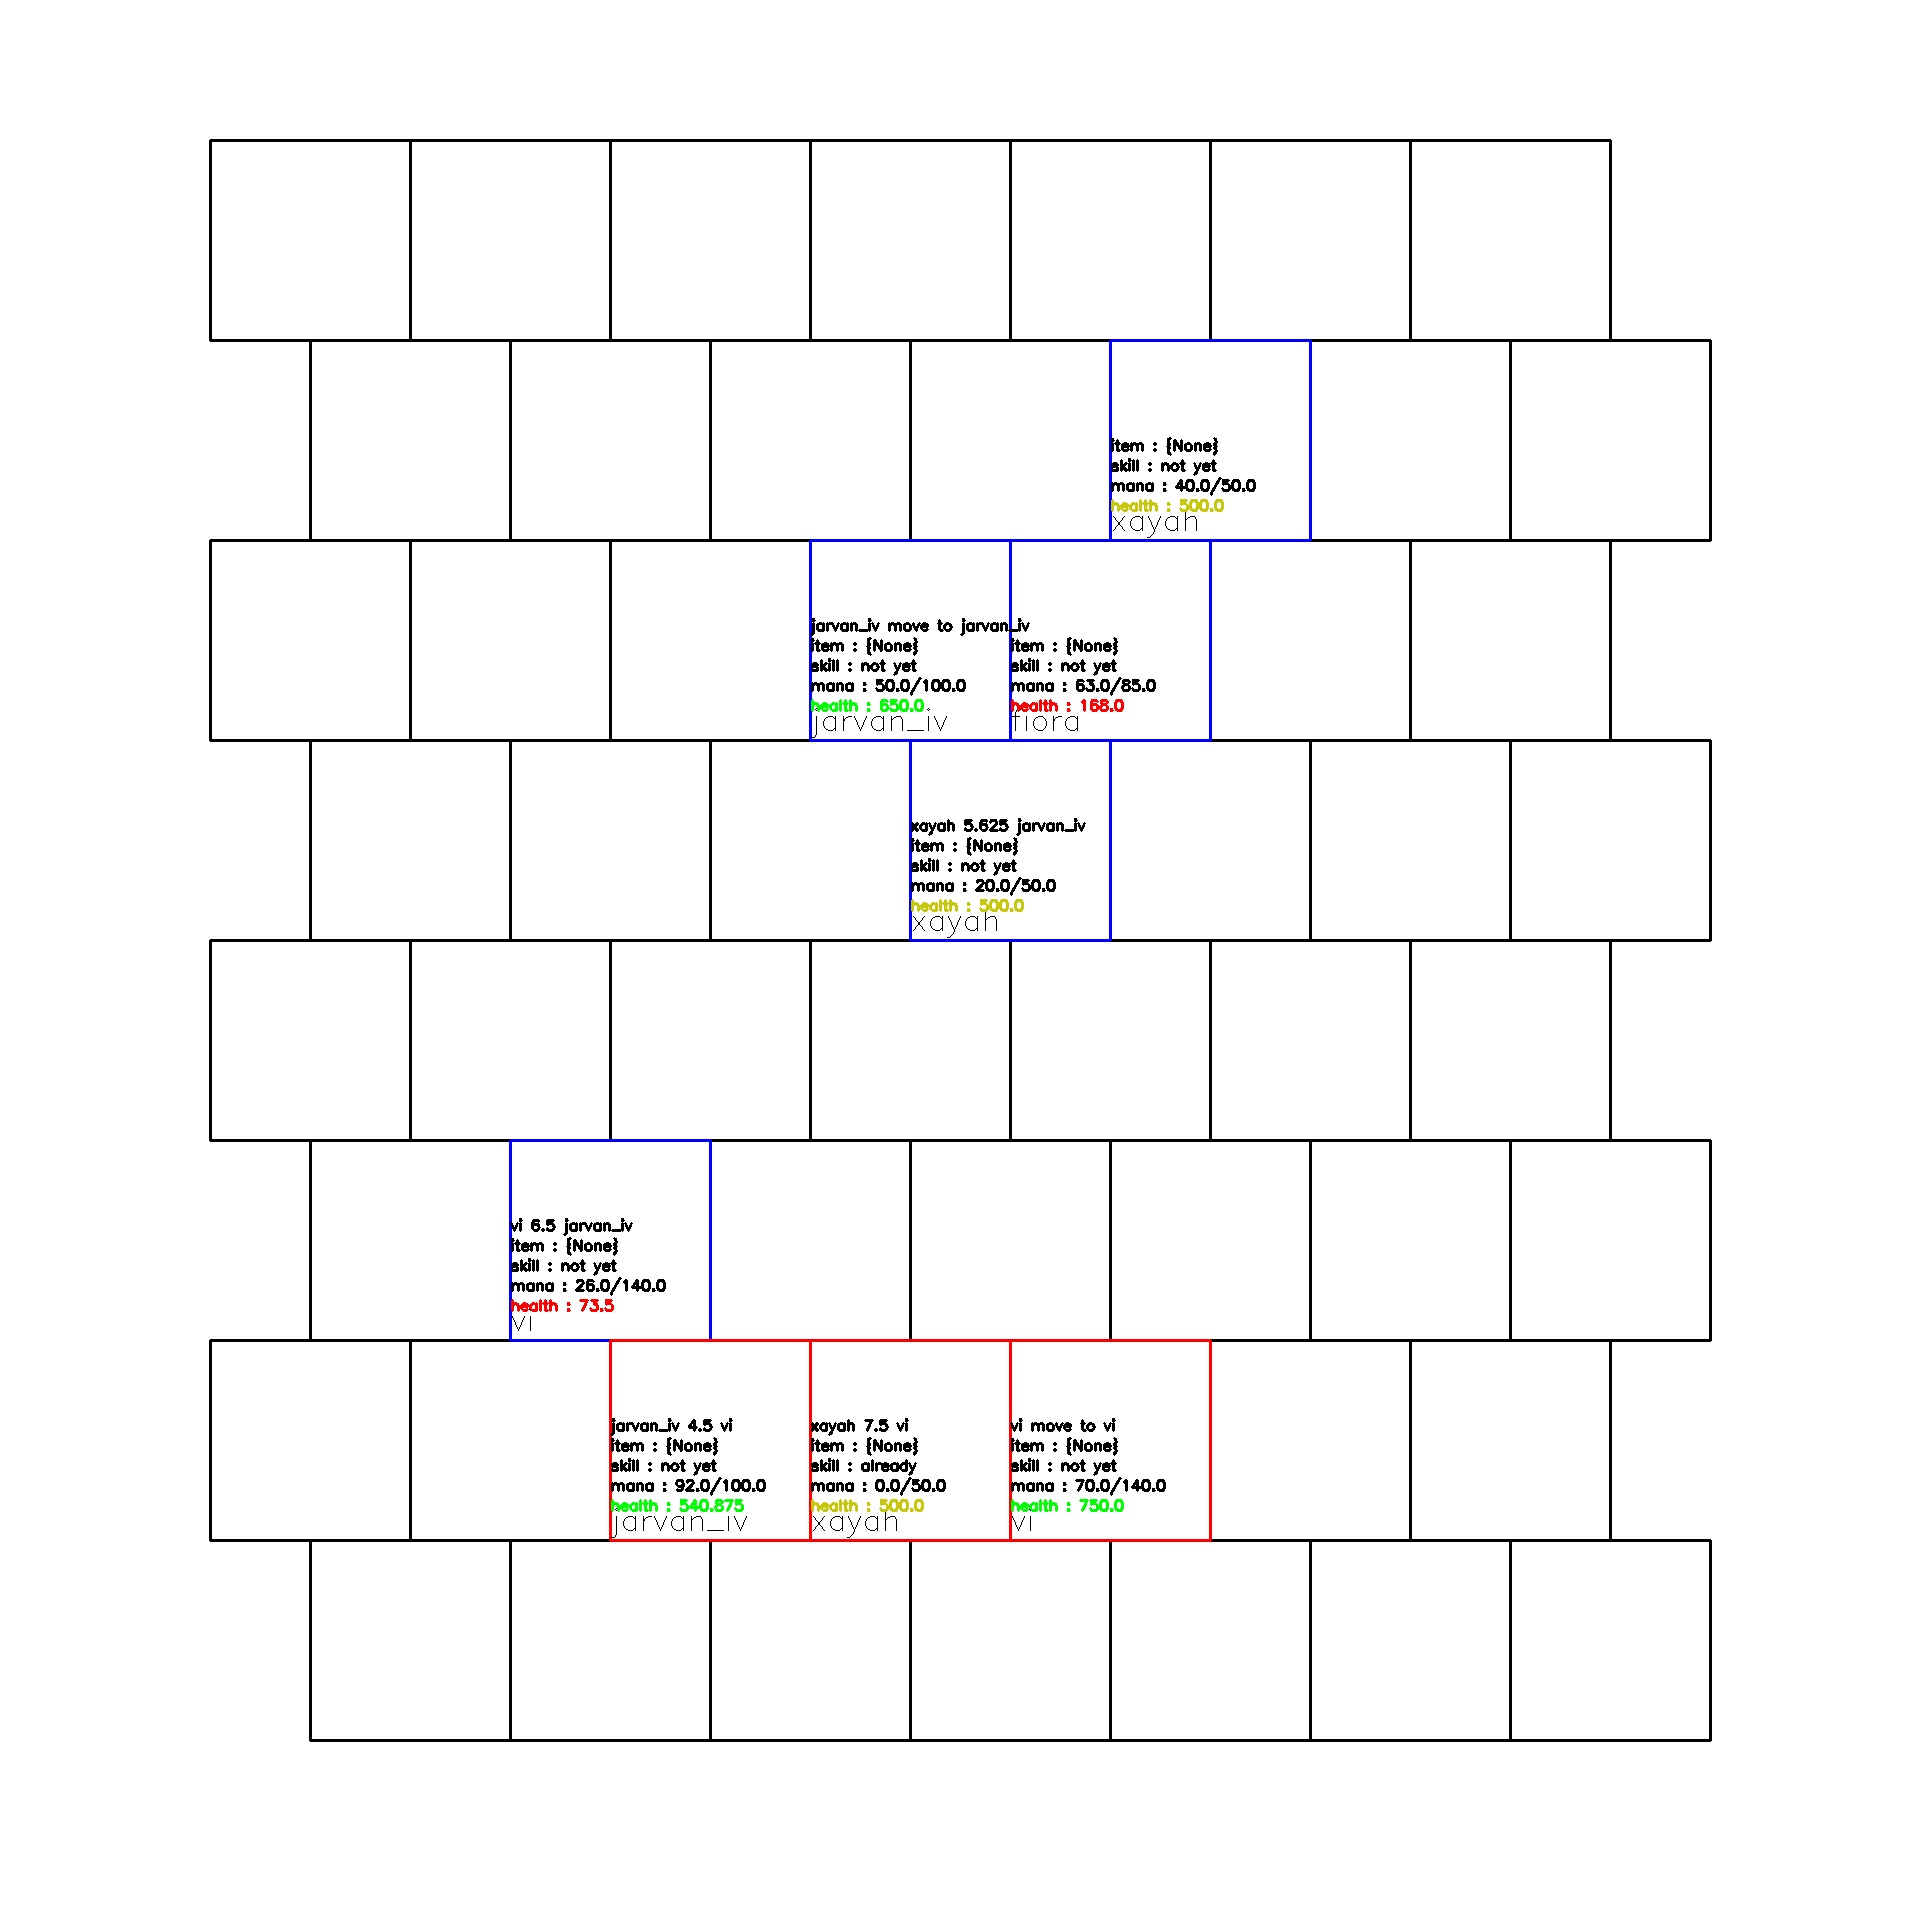 item : {None}
skill : not yet
mana : 40.0/50.0
health : 500.0
xayah
jarvan_iv move to jarvan_iv
item : {None}
skill : not yet
mana : 50.0/100.0
health : 650.0
jarvan_iv
item : {None}
skill : not yet
mana : 63.0/85.0
health : 168.0
fiora
xayah 5.625 jarvan_iv
item : {None}
skill : not yet
mana : 20.0/50.0
health : 500.0
xayah
vi 6.5 jarvan_iv
item : {None}
skill : not yet
mana : 26.0/140.0
health : 73.5
vi
jarvan_iv 4.5 vi
item : {None}
skill : not yet
mana : 92.0/100.0
health : 540.875
jarvan_iv
xayah 7.5 vi
item : {None}
skill : already
mana : 0.0/50.0
health : 500.0
xayah
vi move to vi
item : {None}
skill : not yet
mana : 70.0/140.0
health : 750.0
vi